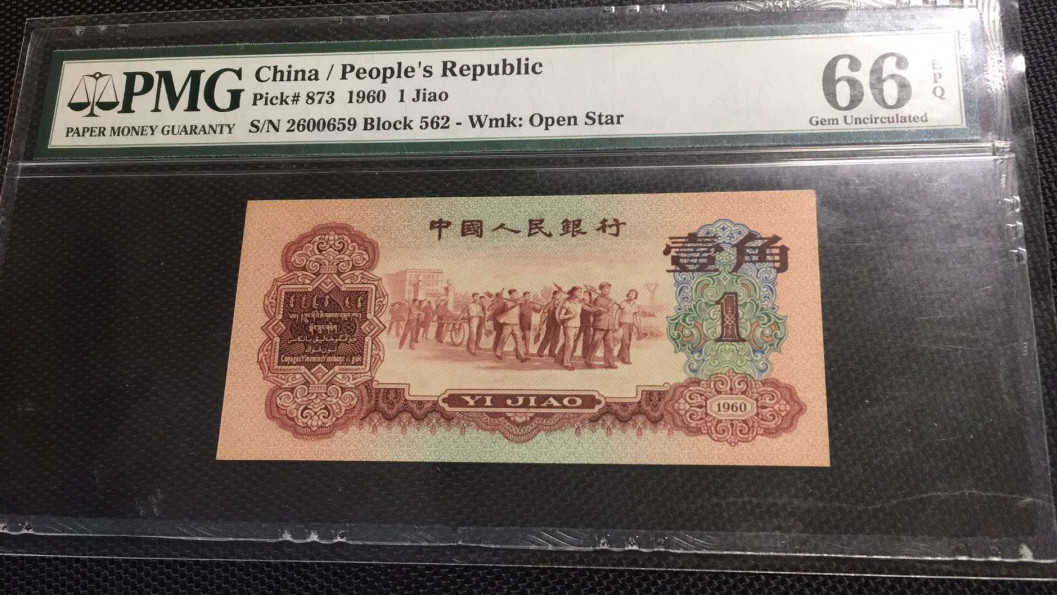 PMG
PAPER MONEY GUARANTY
China / People's Republic
Pick# 873 1960 1 Jiao
S/N 2600659 Block 562 - Wmk: Open Star
66
EPQ
Gem Uncirculated
中國人民銀行
壹角
1
YI JIAO
1960